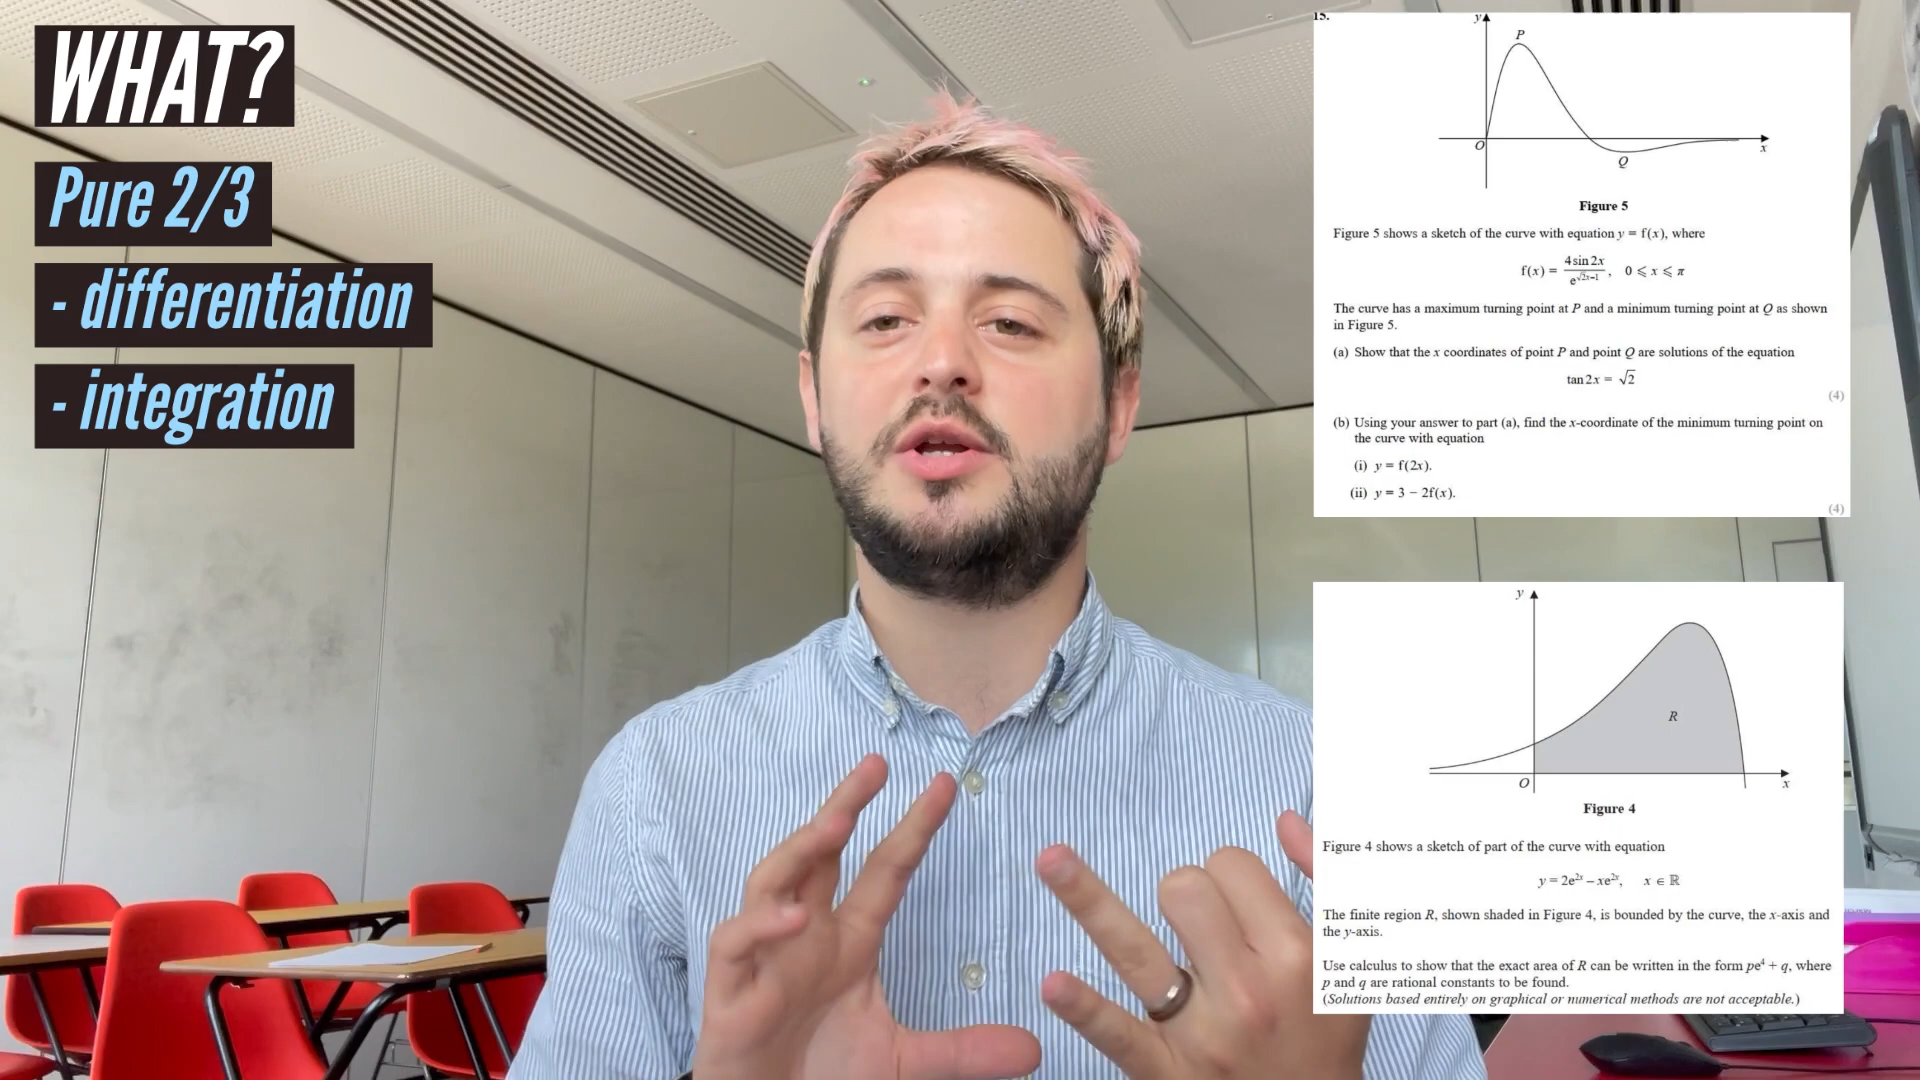 WHAT?
Pure 2/3
- differentiation
- integration
15.
y
P
O
Q
x
Figure 5
Figure 5 shows a sketch of the curve with equation y = f(x), where
f(x) = 4 sin 2x / e^(√2x−1), 0 ⩽ x ⩽ π
The curve has a maximum turning point at P and a minimum turning point at Q as shown
in Figure 5.
(a) Show that the x coordinates of point P and point Q are solutions of the equation
tan 2x = √2
(4)
(b) Using your answer to part (a), find the x-coordinate of the minimum turning point on
the curve with equation
(i) y = f(2x).
(ii) y = 3 − 2f(x).
(4)
y
R
O
x
Figure 4
Figure 4 shows a sketch of part of the curve with equation
y = 2e²ˣ − xe²ˣ, x ∈ ℝ
The finite region R, shown shaded in Figure 4, is bounded by the curve, the x-axis and
the y-axis.
Use calculus to show that the exact area of R can be written in the form pe⁴ + q, where
p and q are rational constants to be found.
(Solutions based entirely on graphical or numerical methods are not acceptable.)